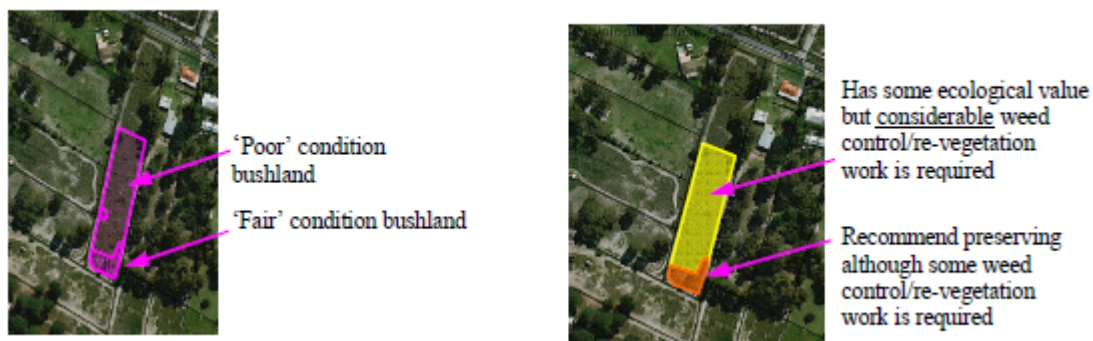 ‘Poor’ condition
bushland
‘Fair’ condition bushland
Has some ecological value
but considerable weed
control/re-vegetation
work is required
Recommend preserving
although some weed
control/re-vegetation
work is required